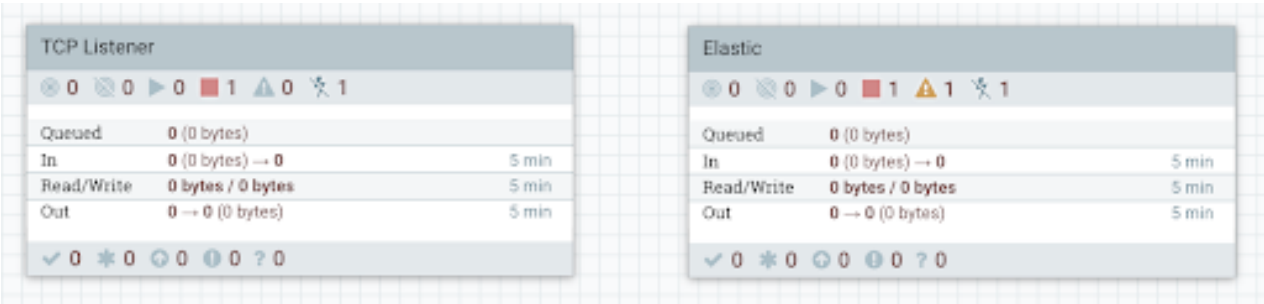 TCP Listener
0 0 0 1 0 1
Queued 0 (0 bytes)
In 0 (0 bytes) → 0 5 min
Read/Write 0 bytes / 0 bytes 5 min
Out 0 → 0 (0 bytes) 5 min
0 0 0 0 ? 0
Elastic
0 0 0 1 1 1
Queued 0 (0 bytes)
In 0 (0 bytes) → 0 5 min
Read/Write 0 bytes / 0 bytes 5 min
Out 0 → 0 (0 bytes) 5 min
0 0 0 0 ? 0